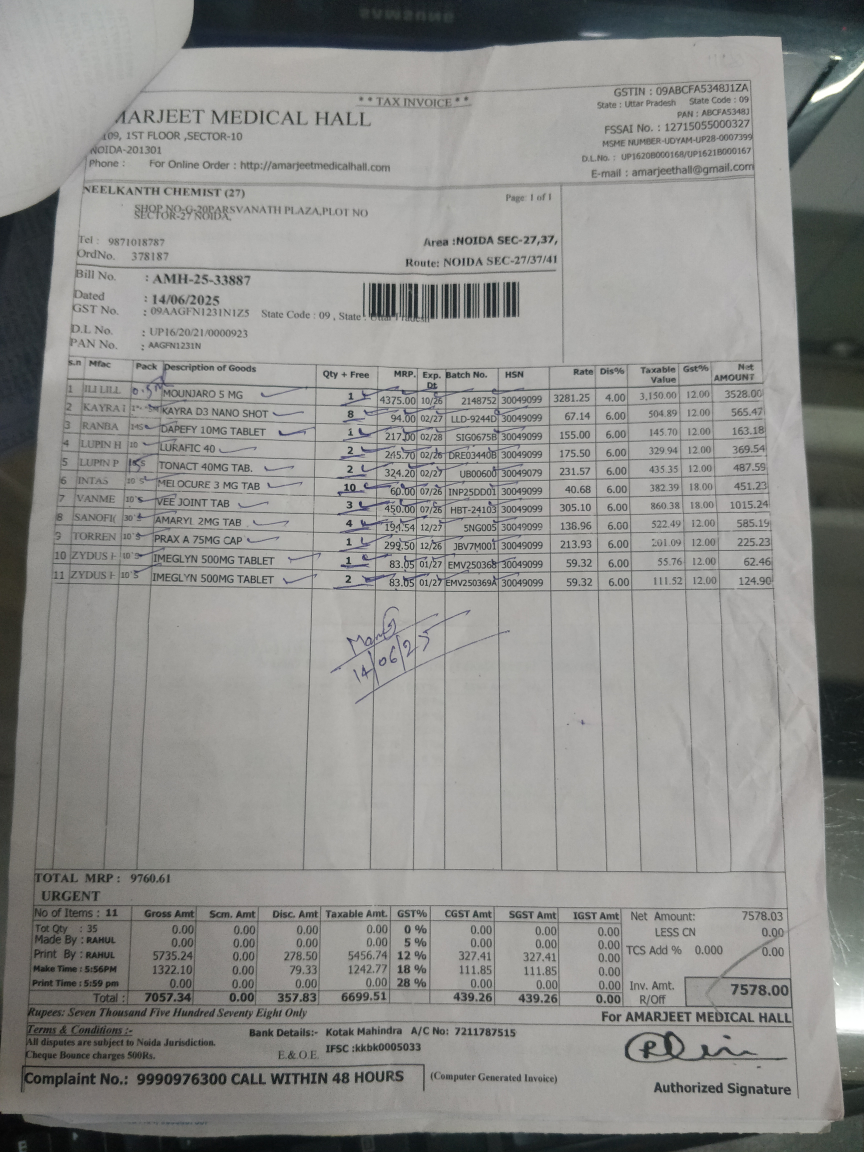 ** TAX INVOICE **
MARJEET MEDICAL HALL
109, 1ST FLOOR ,SECTOR-10
NOIDA-201301
Phone : For Online Order : http://amarjeetmedicalhall.com
GSTIN : 09ABCFA5348J1ZA
State : Uttar Pradesh State Code : 09
PAN : ABCFA5348J
FSSAI No. : 12715055000327
MSME NUMBER-UDYAM-UP28-0007399
D.L.No. : UP1620B000168/UP1621B000167
E-mail : amarjeethall@gmail.com
NEELKANTH CHEMIST (27)
Page: 1 of 1
SHOP NO-G-20PARSVANATH PLAZA,PLOT NO
SECTOR-27 NOIDA,
Tel : 9871018787
Area :NOIDA SEC-27,37,
OrdNo. 378187
Route: NOIDA SEC-27/37/41
Bill No. : AMH-25-33887
Dated : 14/06/2025
GST No. : 09AAGFN1231N1Z5 State Code : 09 , State : Uttar Pradesh
D.L No. : UP16/20/21/0000923
PAN No. : AAGFN1231N
s.n Mfac Pack Description of Goods Qty + Free MRP. Exp. Dt Batch No. HSN Rate Dis% Taxable Value Gst% Net AMOUNT
1 ILI LILL 0.5 MOUNJARO 5 MG 1 4375.00 10/26 2148752 30049099 3281.25 4.00 3,150.00 12.00 3528.00
2 KAYRA KAYRA D3 NANO SHOT 8 94.00 02/27 LLD-9244D 30049099 67.14 6.00 504.89 12.00 565.47
3 RANBA 14S DAPEFY 10MG TABLET 1 217.00 02/28 SIG0675B 30049099 155.00 6.00 145.70 12.00 163.18
4 LUPIN H 10 LURAFIC 40 2 245.70 02/26 DRE0344OB 30049099 175.50 6.00 329.94 12.00 369.54
5 LUPIN P 15S TONACT 40MG TAB. 2 324.20 02/27 UB00600 30049079 231.57 6.00 435.35 12.00 487.59
6 INTAS 10 S MELOCURE 3 MG TAB 10 60.00 07/26 INP25DD01 30049099 40.68 6.00 382.39 18.00 451.23
7 VANME 10 S VEE JOINT TAB 3 450.00 07/26 HBT-24103 30049099 305.10 6.00 860.38 18.00 1015.24
8 SANOFI( 30 S AMARYL 2MG TAB 4 194.54 12/27 5NG005 30049099 138.96 6.00 522.49 12.00 585.19
9 TORREN 10 S PRAX A 75MG CAP 1 299.50 12/26 JBV7M001 30049099 213.93 6.00 201.09 12.00 225.23
10 ZYDUS H 10 S IMEGLYN 500MG TABLET 1 83.05 01/27 EMV250368 30049099 59.32 6.00 55.76 12.00 62.46
11 ZYDUS H 10 S IMEGLYN 500MG TABLET 2 83.05 01/27 EMV250369A 30049099 59.32 6.00 111.52 12.00 124.90
14/06/25
TOTAL MRP : 9760.61
URGENT
No of Items : 11 Gross Amt Scm. Amt Disc. Amt Taxable Amt. GST% CGST Amt SGST Amt IGST Amt Net Amount: 7578.03
Tot Qty : 35 0.00 0.00 0.00 0.00 0 % 0.00 0.00 0.00 LESS CN 0.00
Made By : RAHUL 0.00 0.00 0.00 0.00 5 % 0.00 0.00 0.00
Print By : RAHUL 5735.24 0.00 278.50 5456.74 12 % 327.41 327.41 0.00 TCS Add % 0.000 0.00
Make Time : 5:56PM 1322.10 0.00 79.33 1242.77 18 % 111.85 111.85 0.00
Print Time : 5:59 pm 0.00 0.00 0.00 0.00 28 % 0.00 0.00 0.00 Inv. Amt. 7578.00
Total : 7057.34 0.00 357.83 6699.51 439.26 439.26 0.00 R/Off
Rupees: Seven Thousand Five Hundred Seventy Eight Only
For AMARJEET MEDICAL HALL
Terms & Conditions :-
Bank Details:- Kotak Mahindra A/C No: 7211787515
All disputes are subject to Noida Jurisdiction.
IFSC :kkbk0005033
Cheque Bounce charges 500Rs. E.& O.E.
Complaint No.: 9990976300 CALL WITHIN 48 HOURS
(Computer Generated Invoice)
Authorized Signature